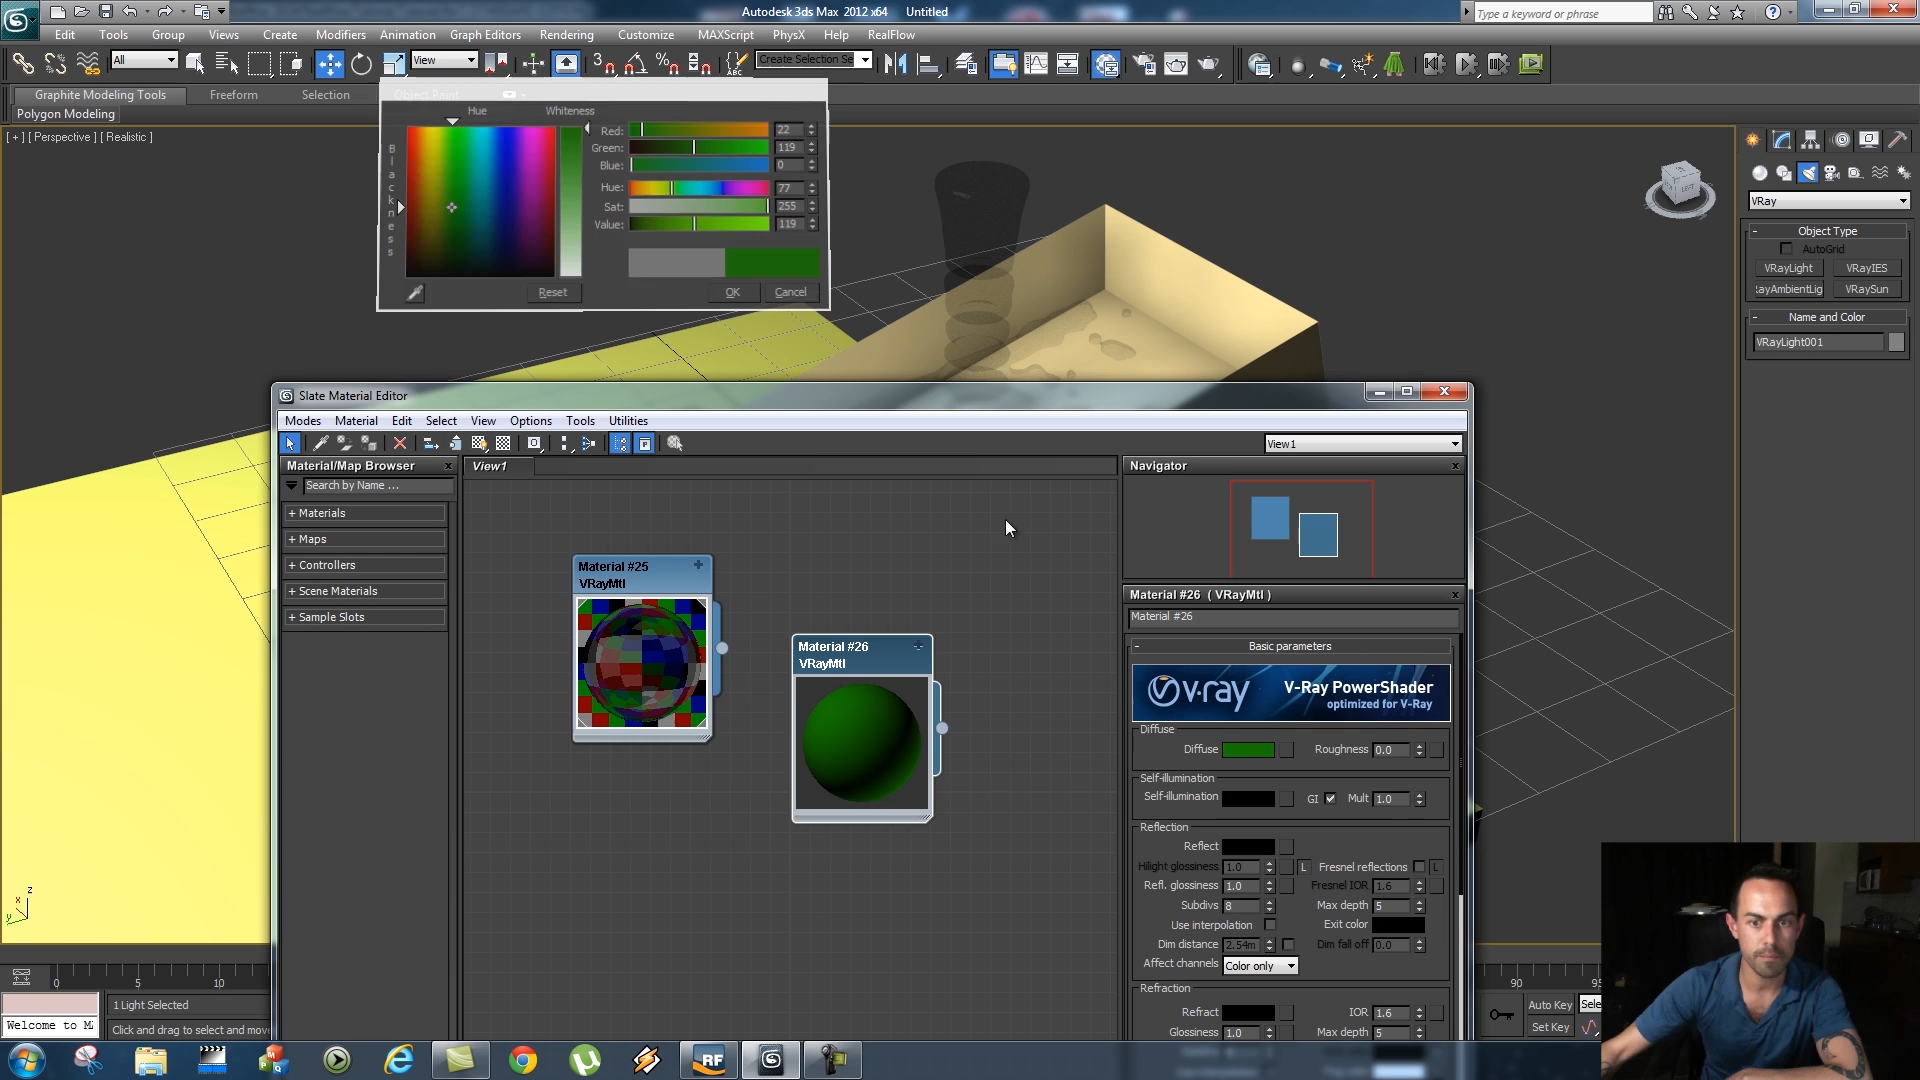 Autodesk 3ds Max 2012 x64 Untitled
Type a keyword or phrase
Edit Tools Group Views Create Modifiers Animation Graph Editors Rendering Customize MAXScript PhysX Help RealFlow
All
View
Create Selection Se
Graphite Modeling Tools Freeform Selection Object Paint
Polygon Modeling
[ + ] [ Perspective ] [ Realistic ]
Hue Whiteness
Blackness
Red: 22
Green: 119
Blue: 0
Hue: 77
Sat: 255
Value: 119
Reset OK Cancel
LEFT
VRay
- Object Type
AutoGrid
VRayLight VRayIES
rayAmbientLig VRaySun
- Name and Color
VRayLight001
Slate Material Editor
Modes Material Edit Select View Options Tools Utilities
View1
Material/Map Browser x
Search by Name ...
+ Materials
+ Maps
+ Controllers
+ Scene Materials
+ Sample Slots
View1
Material #25
VRayMtl
Material #26
VRayMtl
Navigator x
Material #26 ( VRayMtl ) x
Material #26
- Basic parameters
v·ray V-Ray PowerShader
optimized for V-Ray
Diffuse
Diffuse Roughness 0.0
Self-illumination
Self-illumination GI Mult 1.0
Reflection
Reflect
Hilight glossiness 1.0 L Fresnel reflections L
Refl. glossiness 1.0 Fresnel IOR 1.6
Subdivs 8 Max depth 5
Use interpolation Exit color
Dim distance 2.54m Dim fall off 0.0
Affect channels Color only
Refraction
Refract IOR 1.6
Glossiness 1.0 Max depth 5
z
x
y
0 5 10 90 95
1 Light Selected
Welcome to M
Click and drag to select and move
Auto Key Sele
Set Key
RF